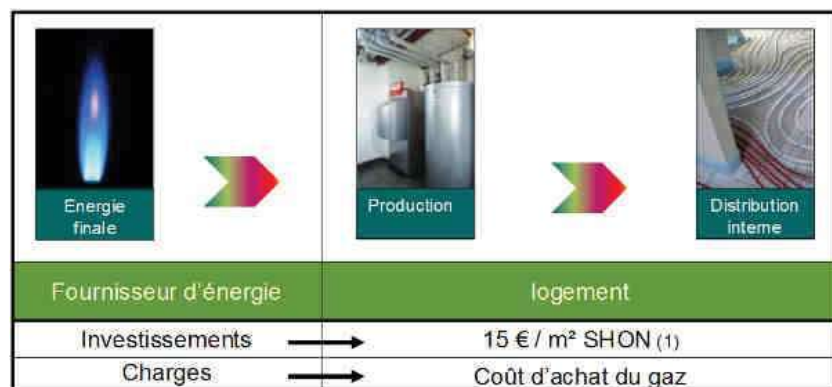 Energie
finale
Production
Distribution
interne
Fournisseur d'énergie
logement
Investissements
15 € / m² SHON (1)
Charges
Coût d'achat du gaz